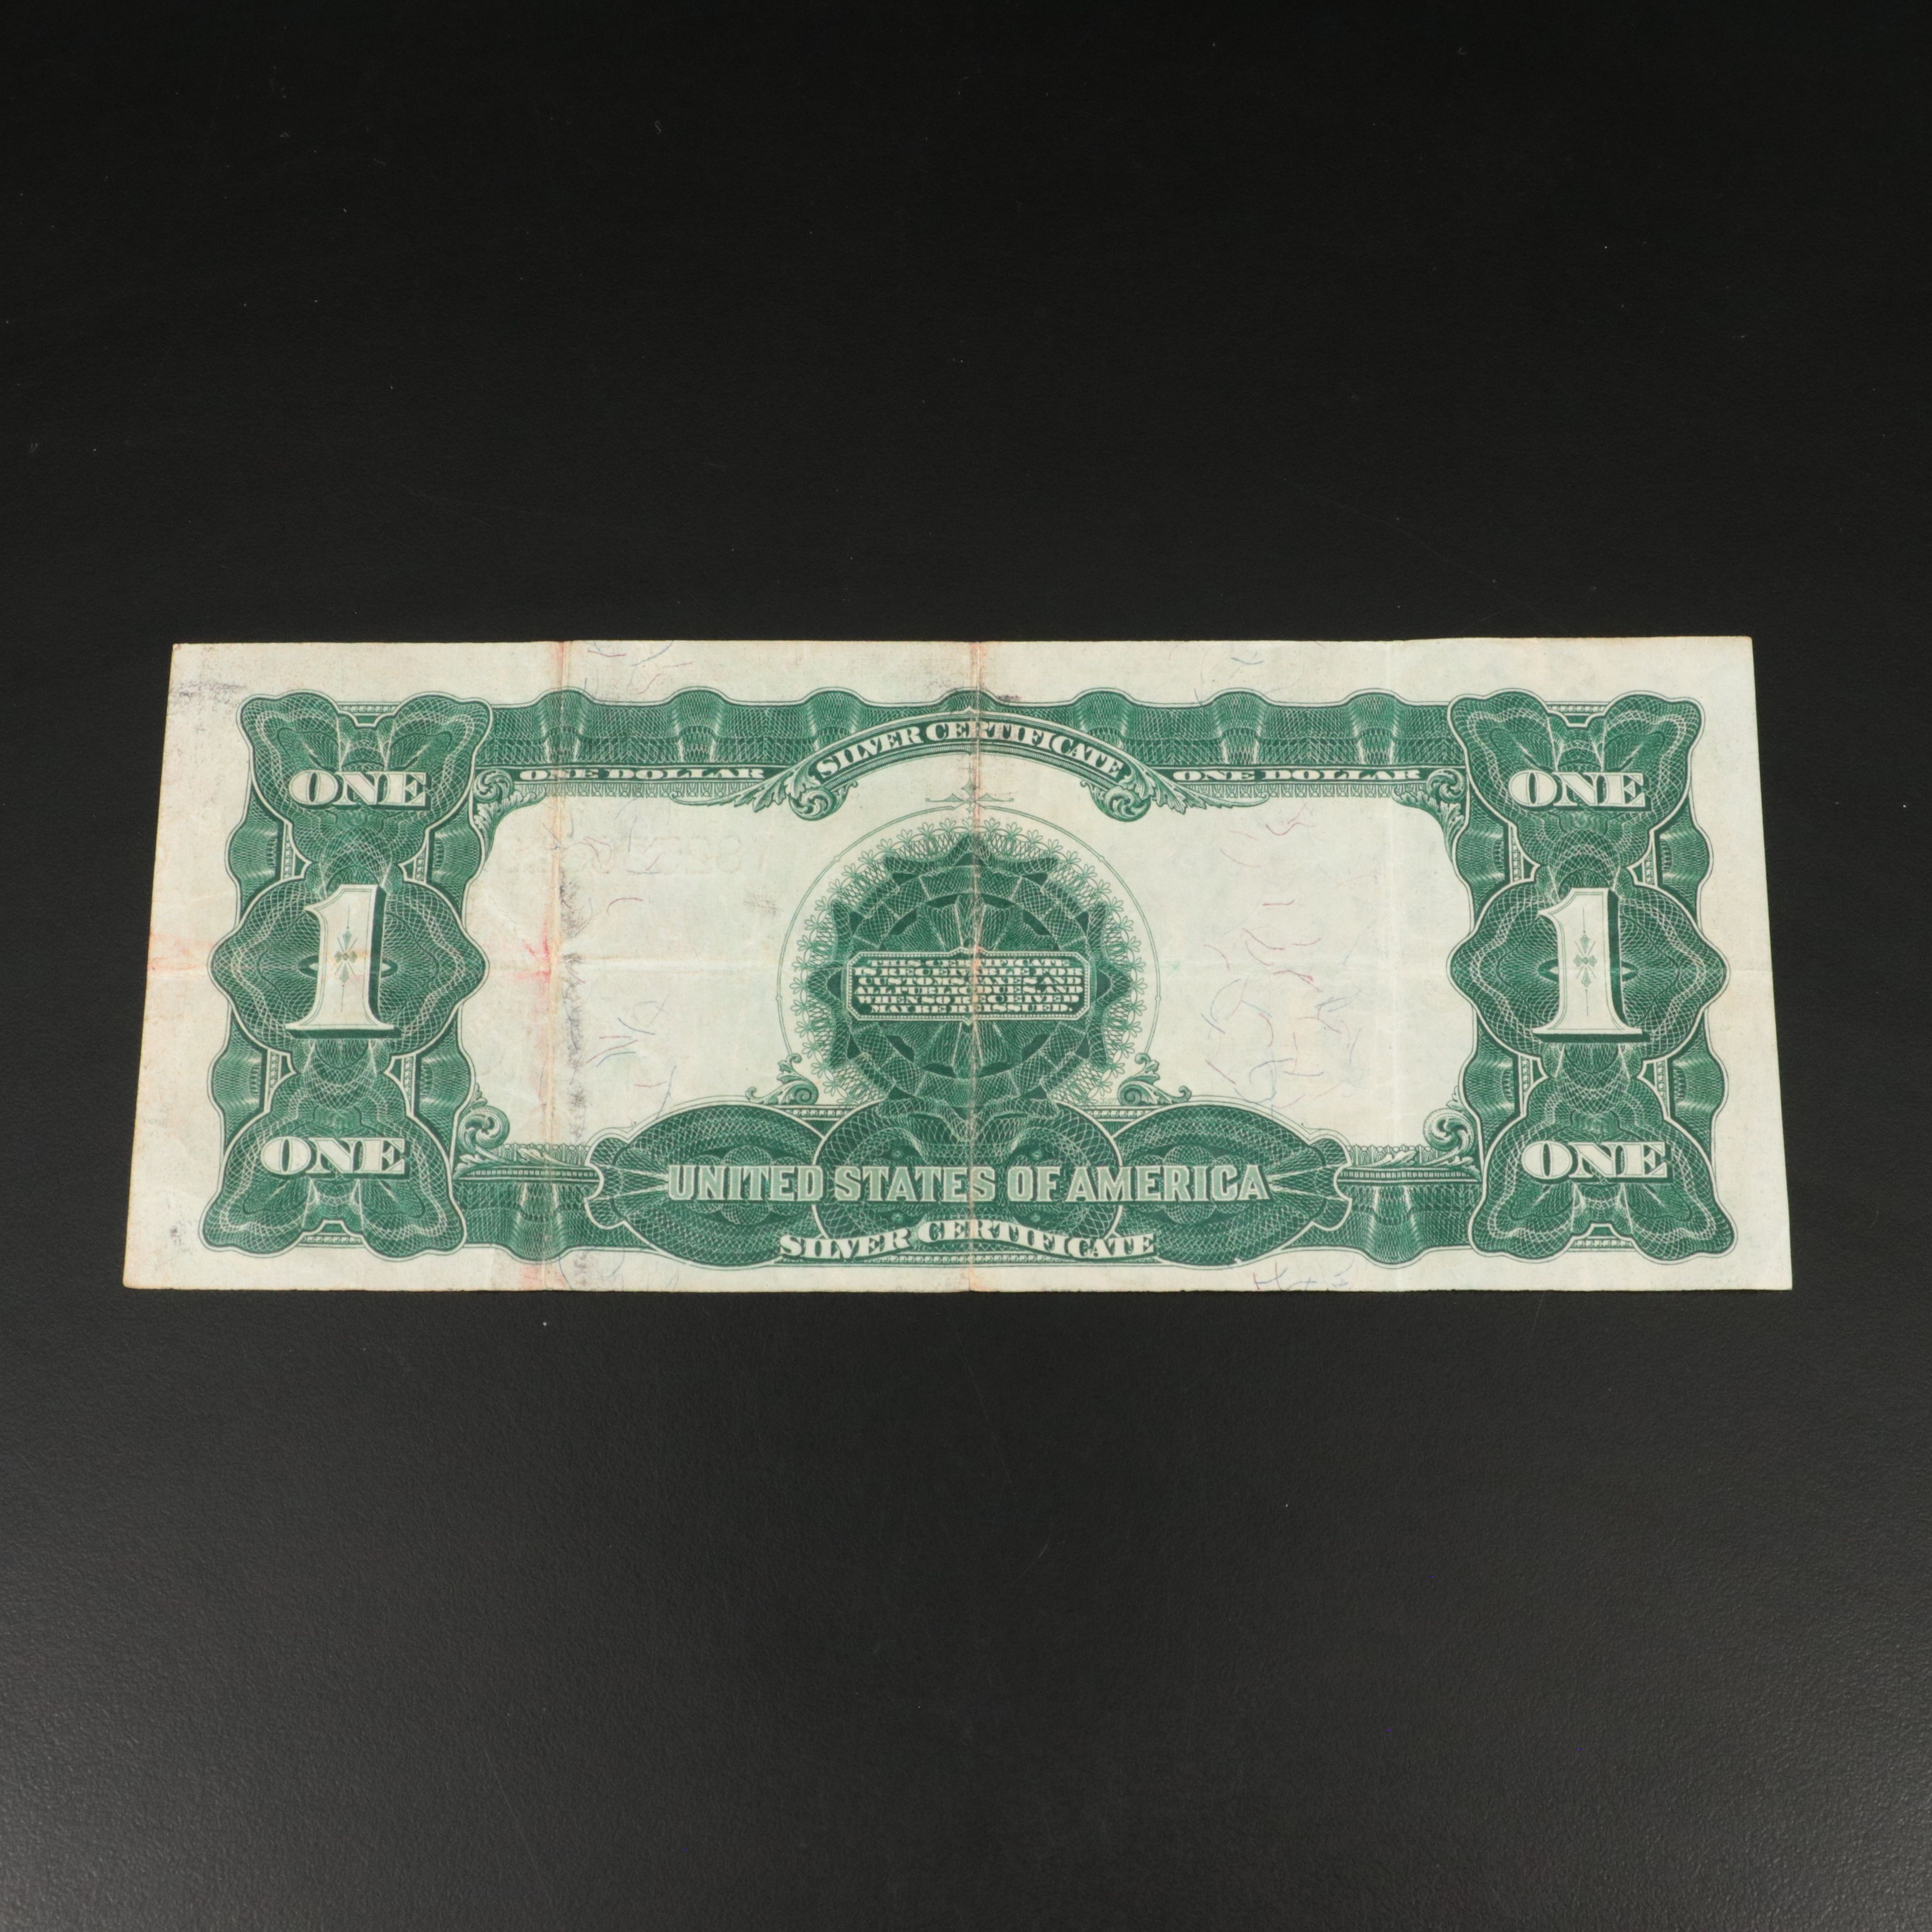 SILVER CERTIFICATE
ONE DOLLAR
ONE DOLLAR
ONE
ONE
1
1
THIS CERTIFICATE
IS RECEIVABLE FOR
CUSTOMS, TAXES AND
ALL PUBLIC DUES, AND
WHEN SO RECEIVED
MAY BE REISSUED.
ONE
ONE
UNITED STATES OF AMERICA
SILVER CERTIFICATE